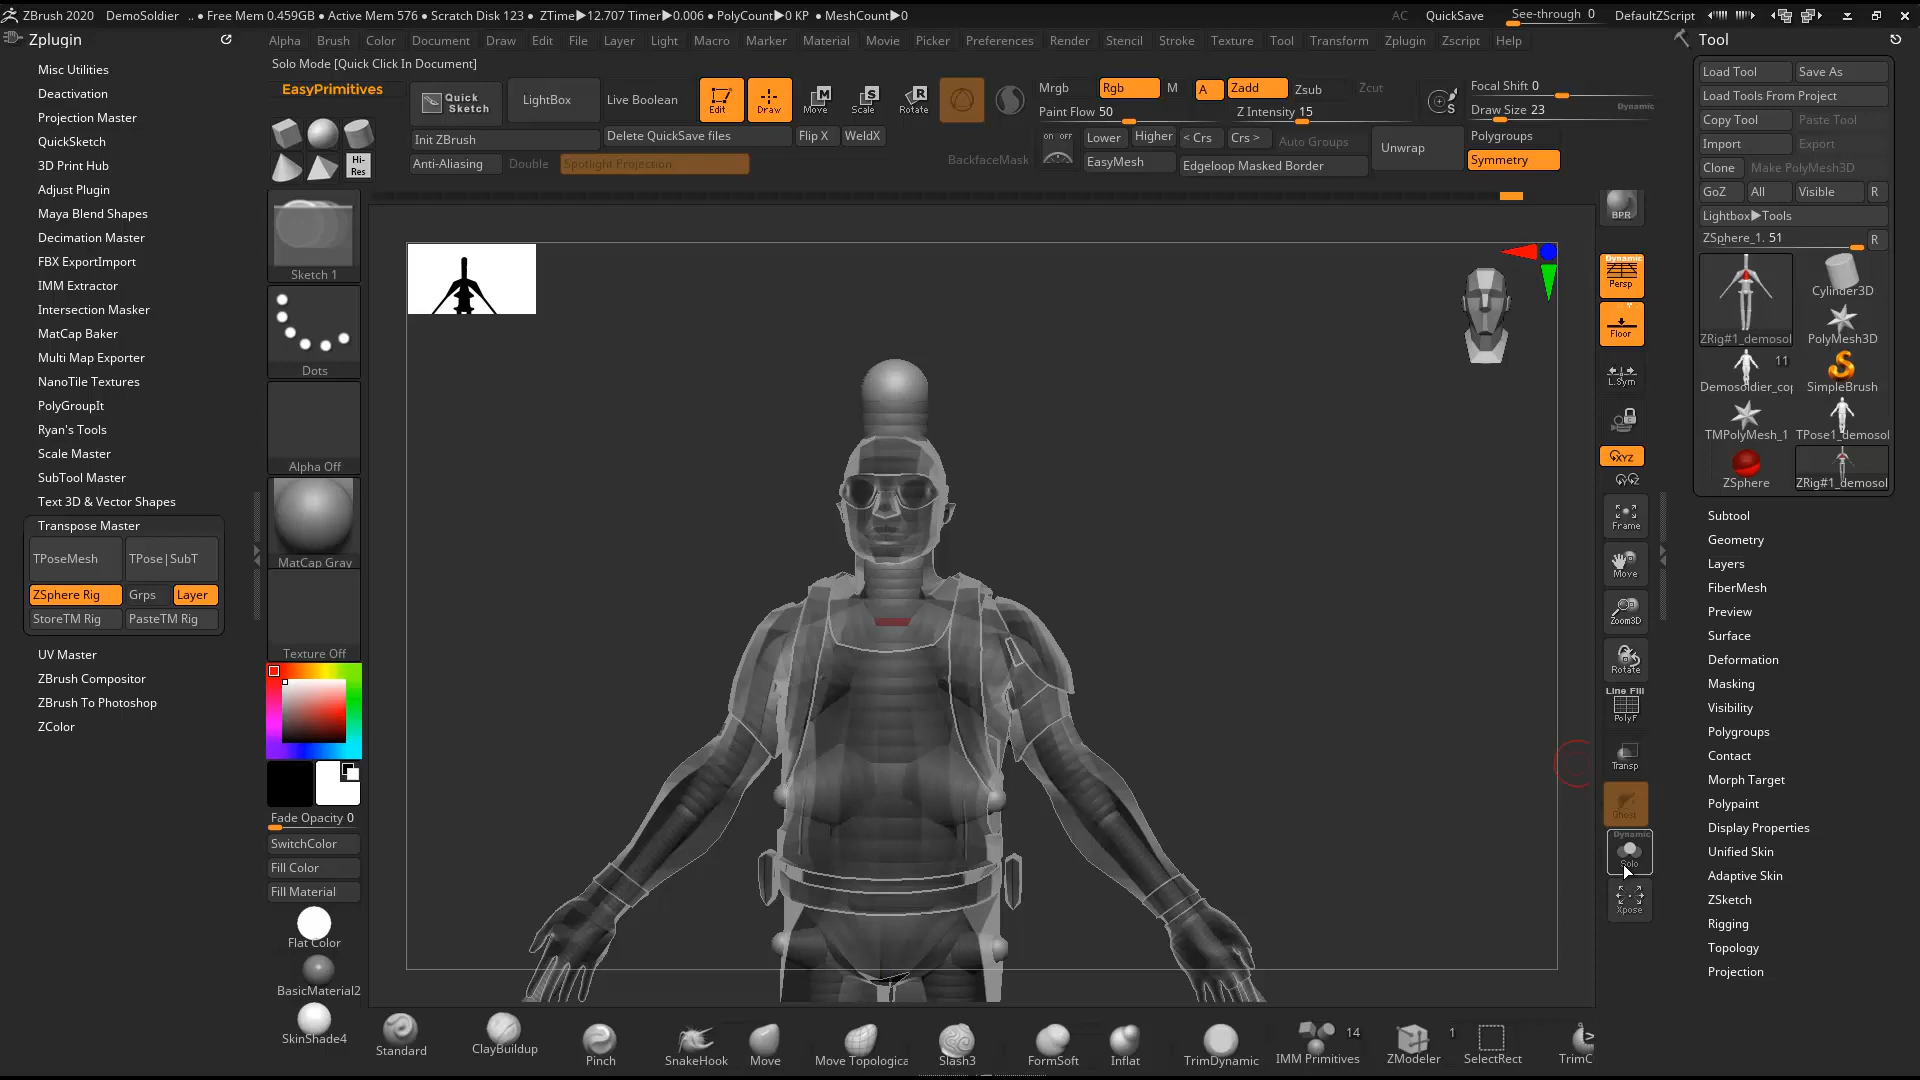 ZBrush 2020 DemoSoldier .. ● Free Mem 0.459GB ● Active Mem 576 ● Scratch Disk 123 ● ZTime▶12.707 Timer▶0.006 ● PolyCount▶0 KP ● MeshCount▶0 AC QuickSave See-through 0 DefaultZScript
Zplugin
Misc Utilities
Deactivation
Projection Master
QuickSketch
3D Print Hub
Adjust Plugin
Maya Blend Shapes
Decimation Master
FBX ExportImport
IMM Extractor
Intersection Masker
MatCap Baker
Multi Map Exporter
NanoTile Textures
PolyGroupIt
Ryan's Tools
Scale Master
SubTool Master
Text 3D & Vector Shapes
Transpose Master
TPoseMesh TPose|SubT
ZSphere Rig Grps Layer
StoreTM Rig PasteTM Rig
UV Master
ZBrush Compositor
ZBrush To Photoshop
ZColor
Alpha Brush Color Document Draw Edit File Layer Light Macro Marker Material Movie Picker Preferences Render Stencil Stroke Texture Tool Transform Zplugin Zscript Help
Solo Mode [Quick Click In Document]
EasyPrimitives
Hi-Res
Quick Sketch LightBox Live Boolean Edit Draw Move Scale Rotate
Init ZBrush Delete QuickSave files Flip X WeldX
Anti-Aliasing Double Spotlight Projection
BackfaceMask
Mrgb Rgb M A Zadd Zsub Zcut
Paint Flow 50 Z Intensity 15
ON OFF Lower Higher < Crs Crs > Auto Groups Unwrap
EasyMesh Edgeloop Masked Border
S Focal Shift 0
Draw Size 23 Dynamic
Polygroups
Symmetry
Sketch 1
Dots
Alpha Off
MatCap Gray
Texture Off
Fade Opacity 0
SwitchColor
Fill Color
Fill Material
Flat Color
BasicMaterial2
SkinShade4
BPR
Dynamic
Persp
Floor
L.Sym
XYZ
Frame
Move
Zoom3D
Rotate
Line Fill
PolyF
Transp
Ghost
Dynamic
Solo
Xpose
Standard ClayBuildup Pinch SnakeHook Move Move Topologica Slash3 FormSoft Inflat TrimDynamic IMM Primitives 14 ZModeler 1 SelectRect TrimC
Tool
Load Tool Save As
Load Tools From Project
Copy Tool Paste Tool
Import Export
Clone Make PolyMesh3D
GoZ All Visible R
Lightbox▶Tools
ZSphere_1. 51 R
ZRig#1_demosol Cylinder3D
PolyMesh3D
11
Demosoldier_cop SimpleBrush
TMPolyMesh_1 TPose1_demosol
ZSphere ZRig#1_demosol
Subtool
Geometry
Layers
FiberMesh
Preview
Surface
Deformation
Masking
Visibility
Polygroups
Contact
Morph Target
Polypaint
Display Properties
Unified Skin
Adaptive Skin
ZSketch
Rigging
Topology
Projection